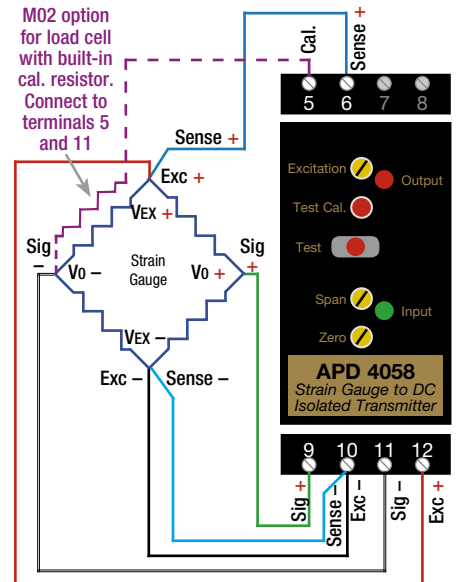 M02 option
for load cell
with built-in
cal. resistor.
Connect to
terminals 5
and 11
Cal.
Sense +
5 6 7 8
Sense +
Exc +
VEX +
Sig
–
Vo –
Strain
Gauge
Vo +
Sig
+
VEX –
Exc –
Sense –
Excitation
Output
Test Cal.
Test
Span
Input
Zero
APD 4058
Strain Gauge to DC
Isolated Transmitter
9 10 11 12
Sig +
Sense –
Exc –
Sig –
Exc +